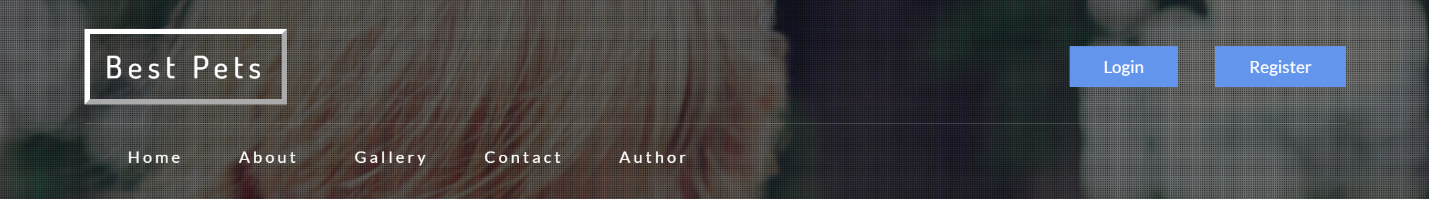 Best Pets
Login
Register
Home
About
Gallery
Contact
Author